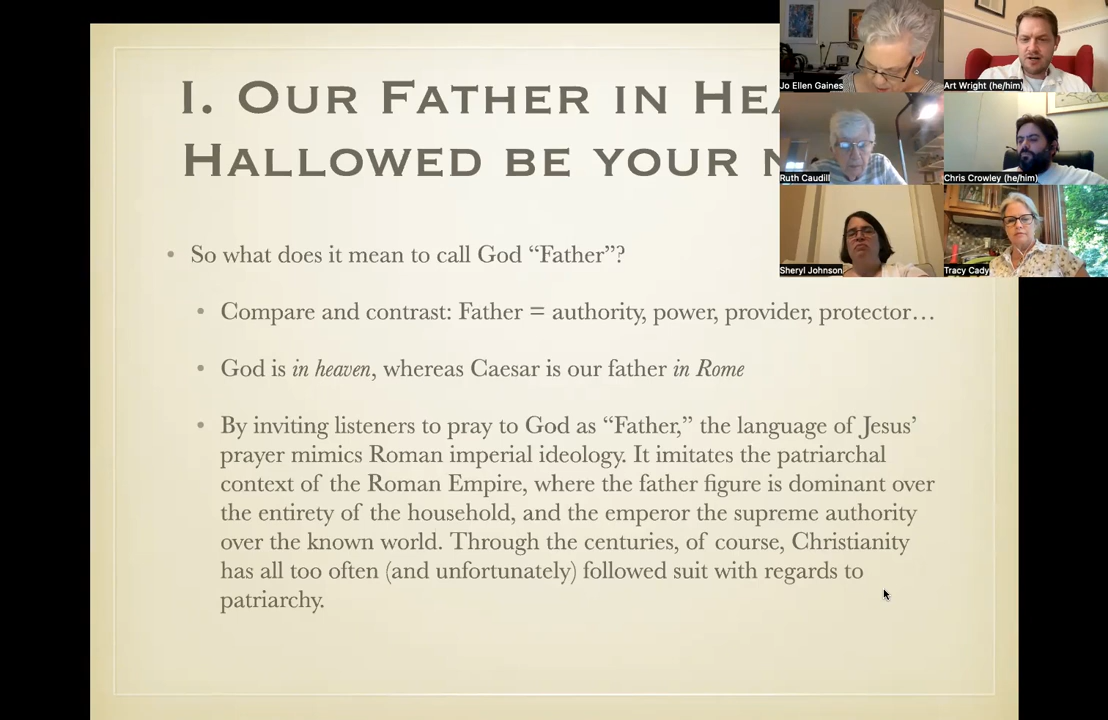 I. Our Father in Hea
Hallowed be your n
• So what does it mean to call God “Father”?
• Compare and contrast: Father = authority, power, provider, protector…
• God is in heaven, whereas Caesar is our father in Rome
• By inviting listeners to pray to God as “Father,” the language of Jesus’
prayer mimics Roman imperial ideology. It imitates the patriarchal
context of the Roman Empire, where the father figure is dominant over
the entirety of the household, and the emperor the supreme authority
over the known world. Through the centuries, of course, Christianity
has all too often (and unfortunately) followed suit with regards to
patriarchy.
Jo Ellen Gaines
Art Wright (he/him)
Ruth Caudill
Chris Crowley (he/him)
Sheryl Johnson
Tracy Cady